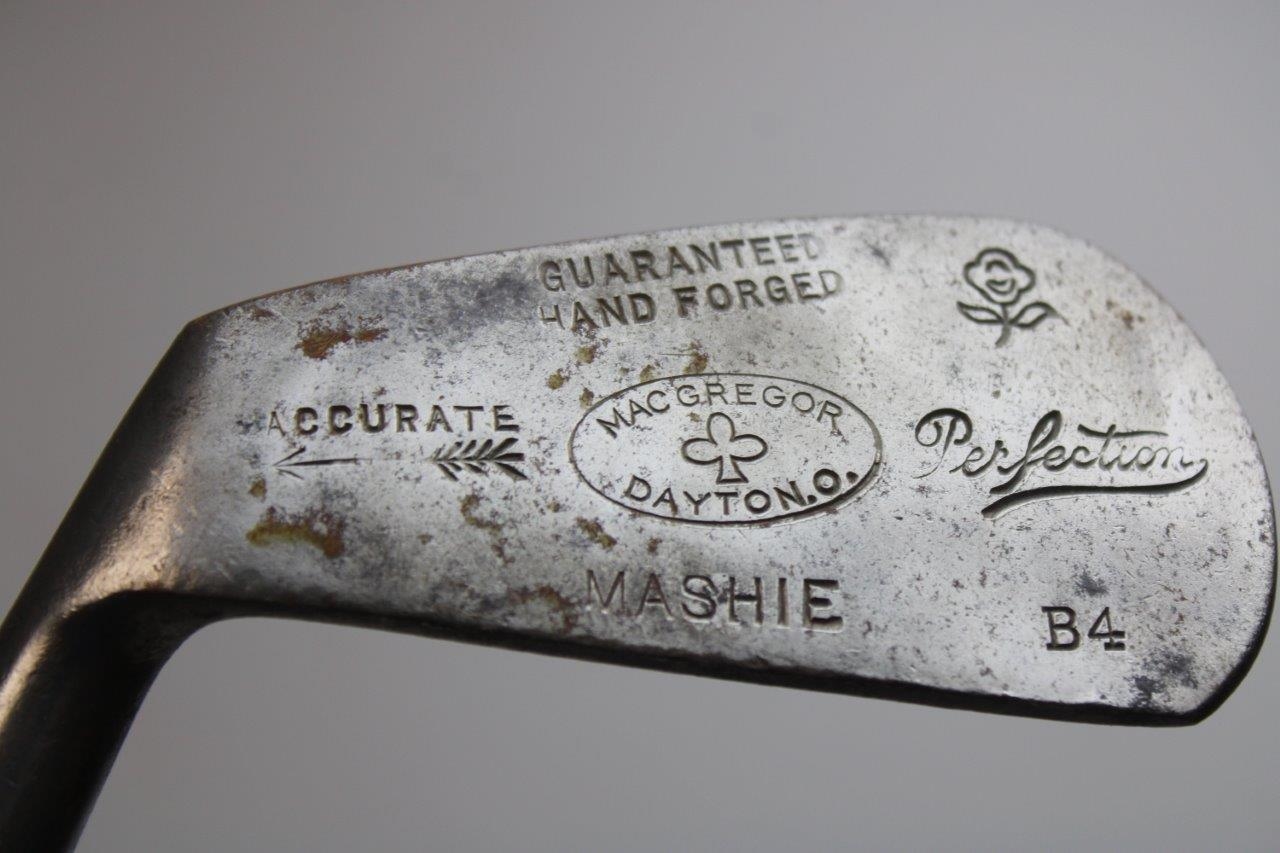 GUARANTEED
HAND FORGED
ACCURATE
MACGREGOR
DAYTON.O.
Perfection
MASHIE
B4